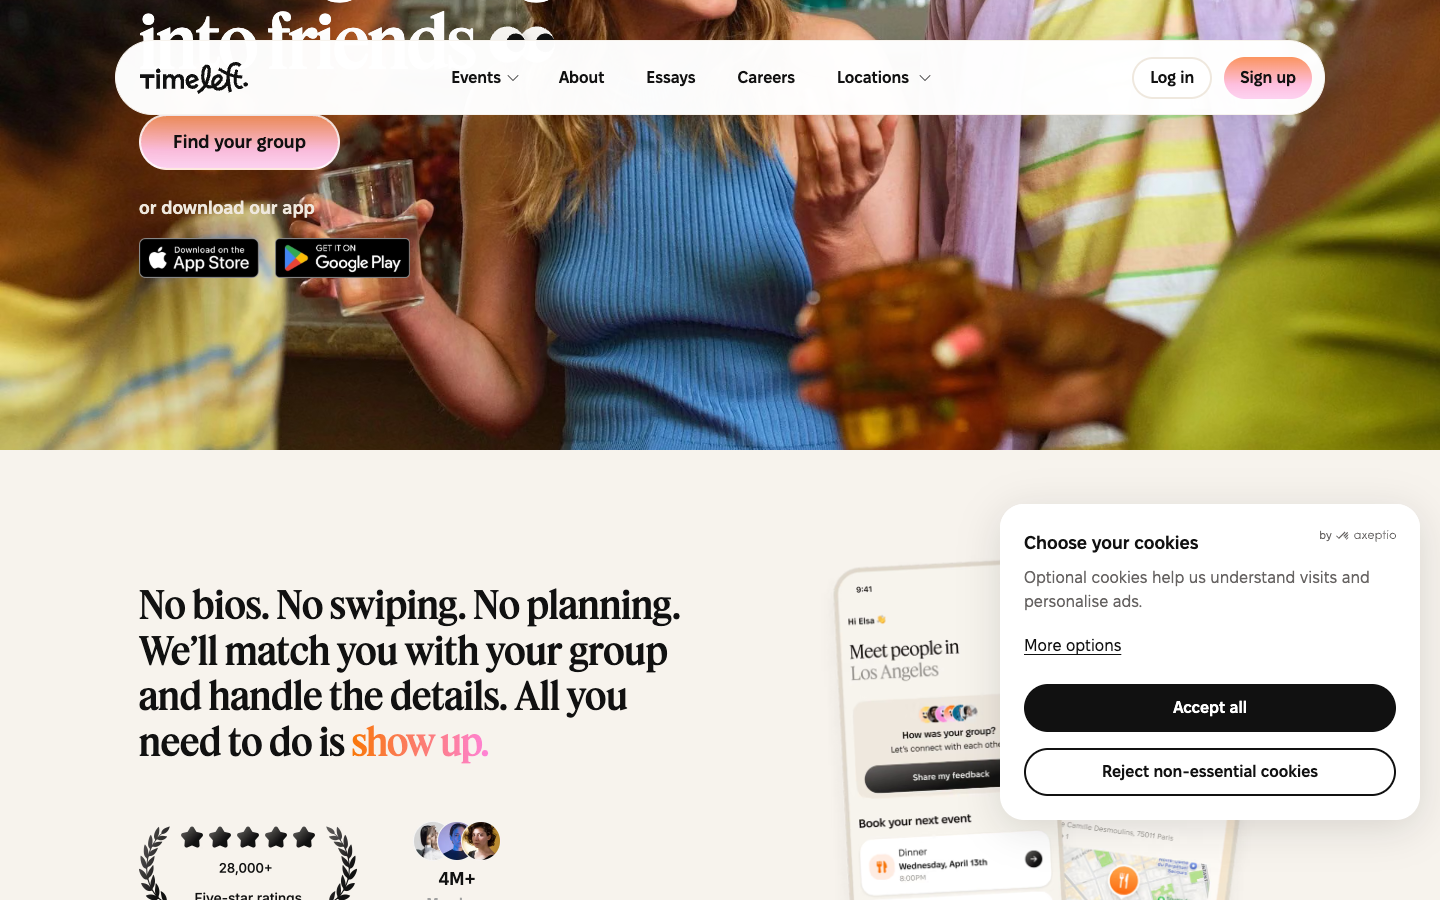 into friends
Timeleft.
Events
About
Essays
Careers
Locations
Log in
Sign up
Find your group
or download our app
Download on the
App Store
GET IT ON
Google Play
Choose your cookies
by axeptio
Optional cookies help us understand visits and
personalise ads.
More options
Accept all
Reject non-essential cookies
No bios. No swiping. No planning.
We’ll match you with your group
and handle the details. All you
need to do is show up.
28,000+
Five-star ratings
4M+
9:41
Hi Elsa 👋
Meet people in
Los Angeles
How was your group?
Let's connect with each othe
Share my feedback
Book your next event
Dinner
Wednesday, April 13th
8:00PM
Camille Desmoulins, 75011 Paris